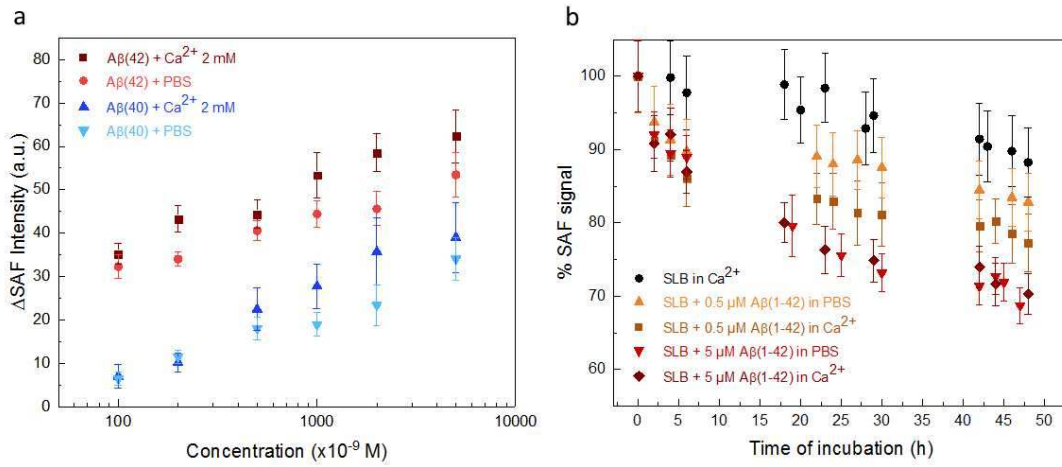 a
b
80
70
60
50
40
30
20
10
0
ΔSAF Intensity (a.u.)
Aβ(42) + Ca²⁺ 2 mM
Aβ(42) + PBS
Aβ(40) + Ca²⁺ 2 mM
Aβ(40) + PBS
100
1000
10000
Concentration (x10⁻⁹ M)
100
90
80
70
60
% SAF signal
SLB in Ca²⁺
SLB + 0.5 μM Aβ(1-42) in PBS
SLB + 0.5 μM Aβ(1-42) in Ca²⁺
SLB + 5 μM Aβ(1-42) in PBS
SLB + 5 μM Aβ(1-42) in Ca²⁺
0 5 10 15 20 25 30 35 40 45 50
Time of incubation (h)